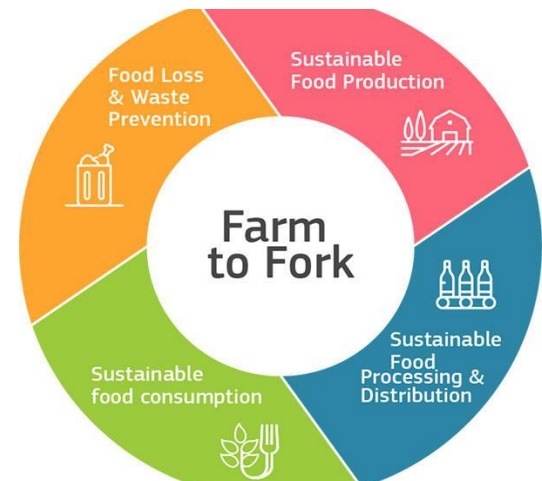 Food Loss
& Waste
Prevention
Sustainable
Food Production
Farm
to Fork
Sustainable
Food
Processing &
Distribution
Sustainable
food consumption